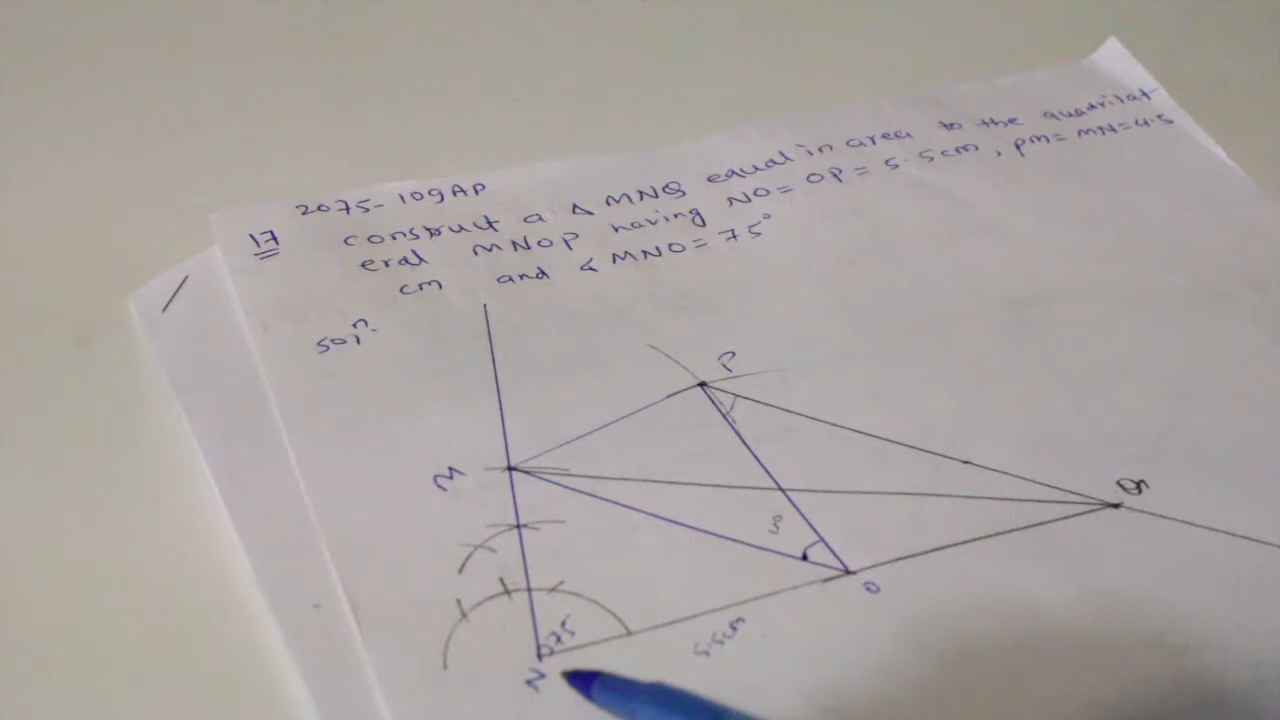 2075-109AP
17 construct a Δ MNQ equal in area to the quadrilat
eral MNOP having NO = OP = 5.5cm, PM = MN = 4.5
cm and ∠MNO = 75°
solⁿ.
P
M
Q
O
75
N
5.5cm